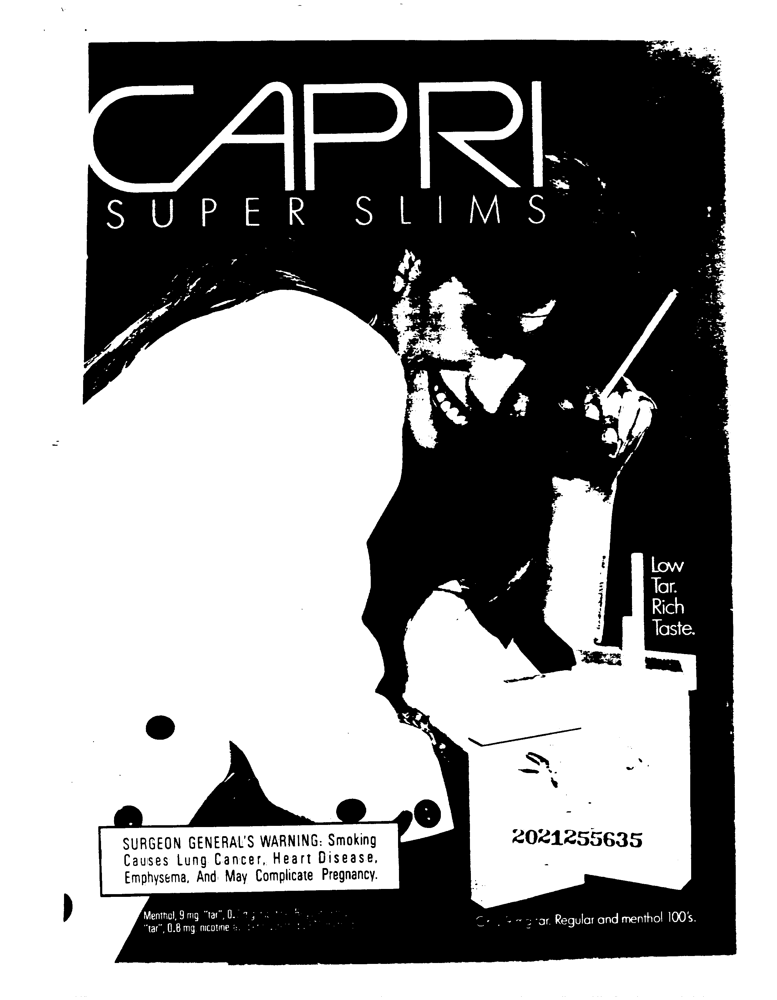 CAPRI
SUPER SLIMS
Low
Tar.
Rich
Taste.
2021255635
SURGEON GENERAL'S WARNING: Smoking
Causes Lung Cancer, Heart Disease,
Emphysema, And May Complicate Pregnancy.
Menthol, 9 mg. "tar", 0.
"tar", 0.8 mg. nicotine
tar. Regular and menthol 100's.